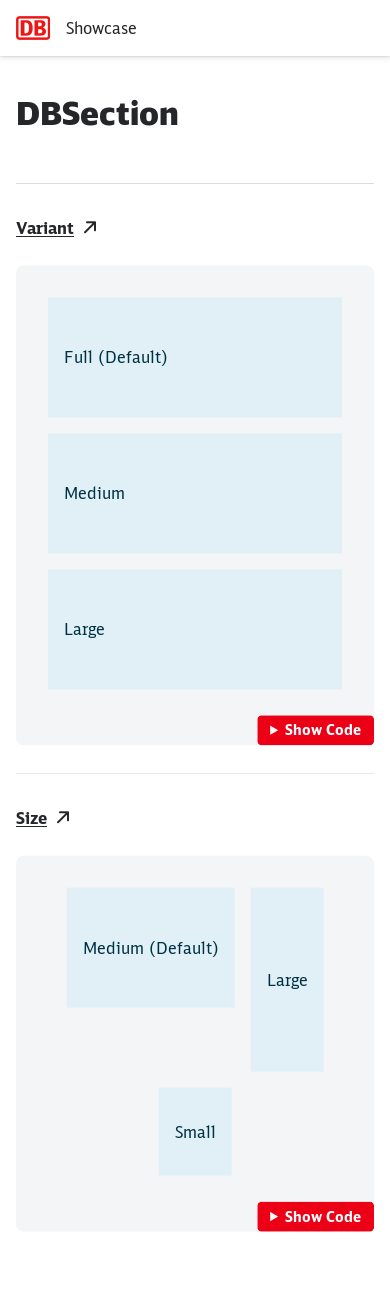 DB Showcase
DBSection
Variant
Full (Default)
Medium
Large
Show Code
Size
Medium (Default)
Large
Small
Show Code